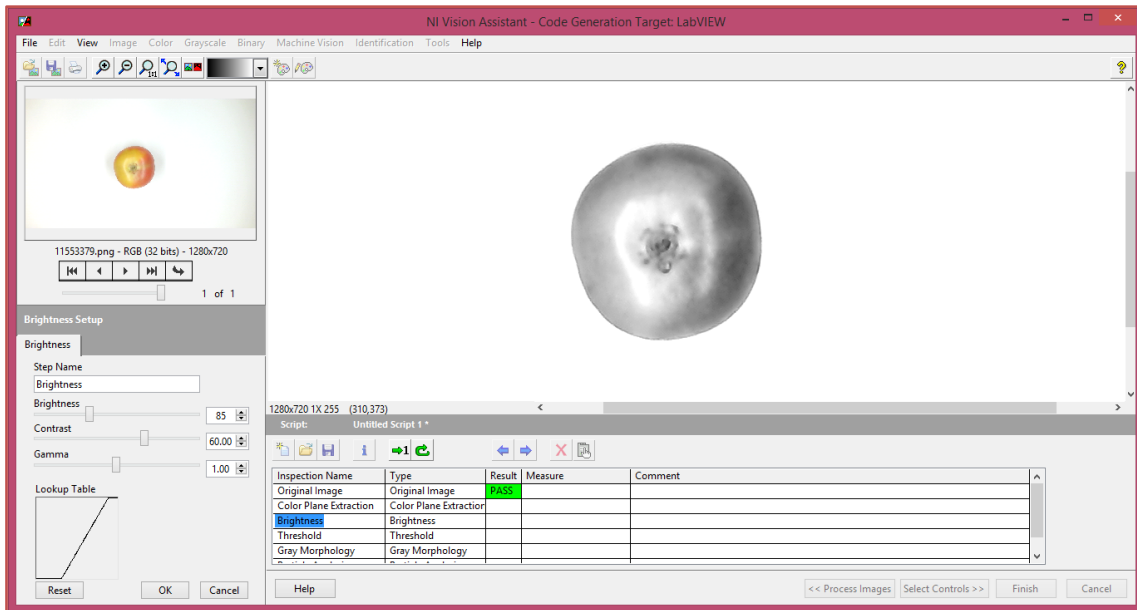 NI Vision Assistant - Code Generation Target: LabVIEW
File Edit View Image Color Grayscale Binary Machine Vision Identification Tools Help
1:1
?
11553379.png - RGB (32 bits) - 1280x720
1 of 1
Brightness Setup
Brightness
Step Name
Brightness
Brightness
85
Contrast
60.00
Gamma
1.00
Lookup Table
Reset OK Cancel
1280x720 1X 255 (310,373)
Script: Untitled Script 1 *
1
Inspection Name Type Result Measure Comment
Original Image Original Image PASS
Color Plane Extraction Color Plane Extraction
Brightness Brightness
Threshold Threshold
Gray Morphology Gray Morphology
Help << Process Images Select Controls >> Finish Cancel